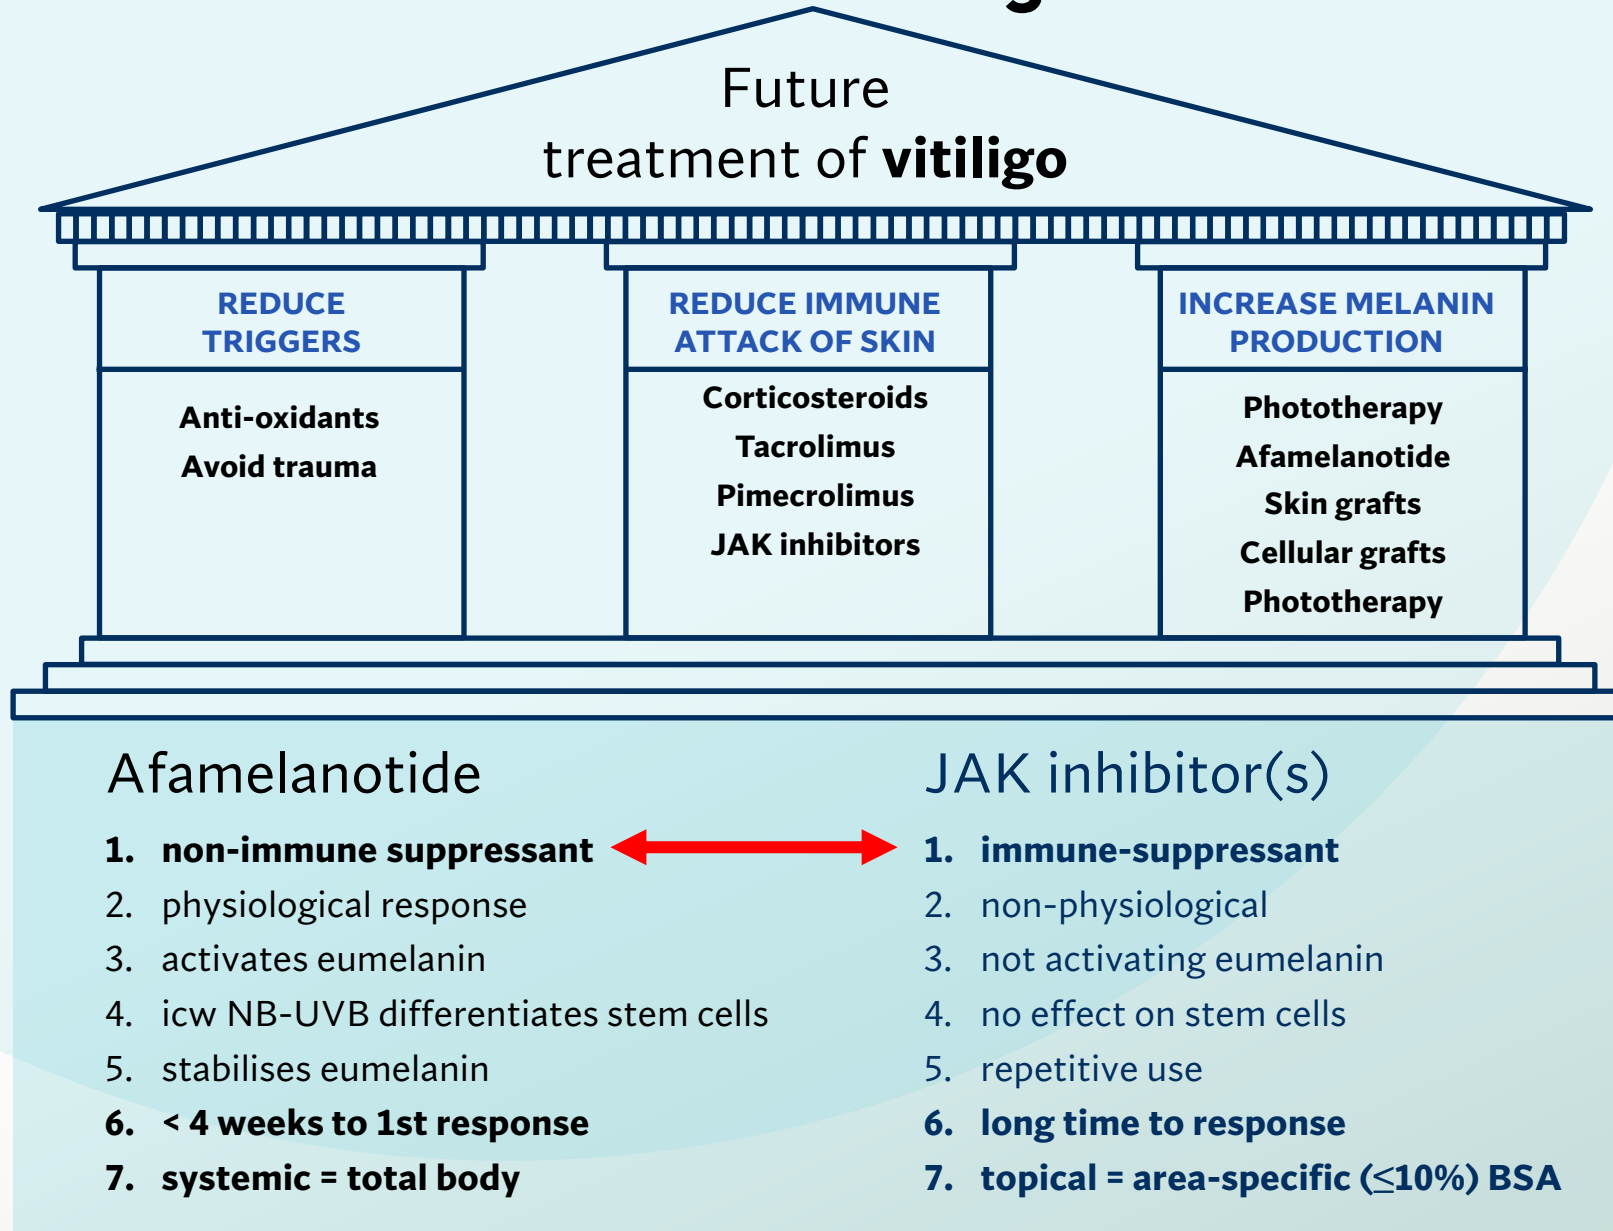 Future
treatment of vitiligo
REDUCE
TRIGGERS
Anti-oxidants
Avoid trauma
REDUCE IMMUNE
ATTACK OF SKIN
Corticosteroids
Tacrolimus
Pimecrolimus
JAK inhibitors
INCREASE MELANIN
PRODUCTION
Phototherapy
Afamelanotide
Skin grafts
Cellular grafts
Phototherapy
Afamelanotide
1. non-immune suppressant
2. physiological response
3. activates eumelanin
4. icw NB-UVB differentiates stem cells
5. stabilises eumelanin
6. < 4 weeks to 1st response
7. systemic = total body
JAK inhibitor(s)
1. immune-suppressant
2. non-physiological
3. not activating eumelanin
4. no effect on stem cells
5. repetitive use
6. long time to response
7. topical = area-specific (≤10%) BSA